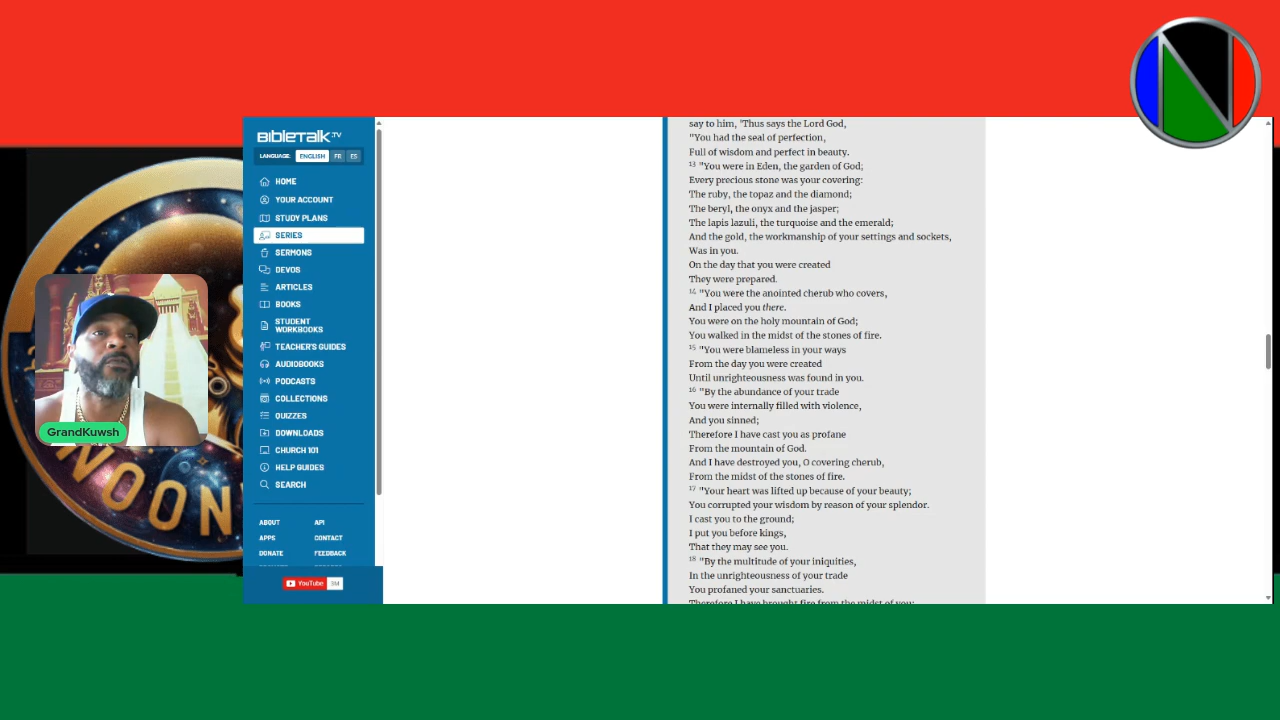 BIBLETALK.TV
LANGUAGE: ENGLISH FR ES
HOME
YOUR ACCOUNT
STUDY PLANS
SERIES
SERMONS
DEVOS
ARTICLES
BOOKS
STUDENT
WORKBOOKS
TEACHER'S GUIDES
AUDIOBOOKS
PODCASTS
COLLECTIONS
QUIZZES
DOWNLOADS
CHURCH 101
HELP GUIDES
SEARCH
ABOUT API
APPS CONTACT
DONATE FEEDBACK
YouTube 1M
say to him, 'Thus says the Lord God,
"You had the seal of perfection,
Full of wisdom and perfect in beauty.
13 "You were in Eden, the garden of God;
Every precious stone was your covering:
The ruby, the topaz and the diamond;
The beryl, the onyx and the jasper;
The lapis lazuli, the turquoise and the emerald;
And the gold, the workmanship of your settings and sockets,
Was in you.
On the day that you were created
They were prepared.
14 "You were the anointed cherub who covers,
And I placed you there.
You were on the holy mountain of God;
You walked in the midst of the stones of fire.
15 "You were blameless in your ways
From the day you were created
Until unrighteousness was found in you.
16 "By the abundance of your trade
You were internally filled with violence,
And you sinned;
Therefore I have cast you as profane
From the mountain of God.
And I have destroyed you, O covering cherub,
From the midst of the stones of fire.
17 "Your heart was lifted up because of your beauty;
You corrupted your wisdom by reason of your splendor.
I cast you to the ground;
I put you before kings,
That they may see you.
18 "By the multitude of your iniquities,
In the unrighteousness of your trade
You profaned your sanctuaries.
Therefore I have brought fire from the midst of you;
GrandKuwsh
NOON
N